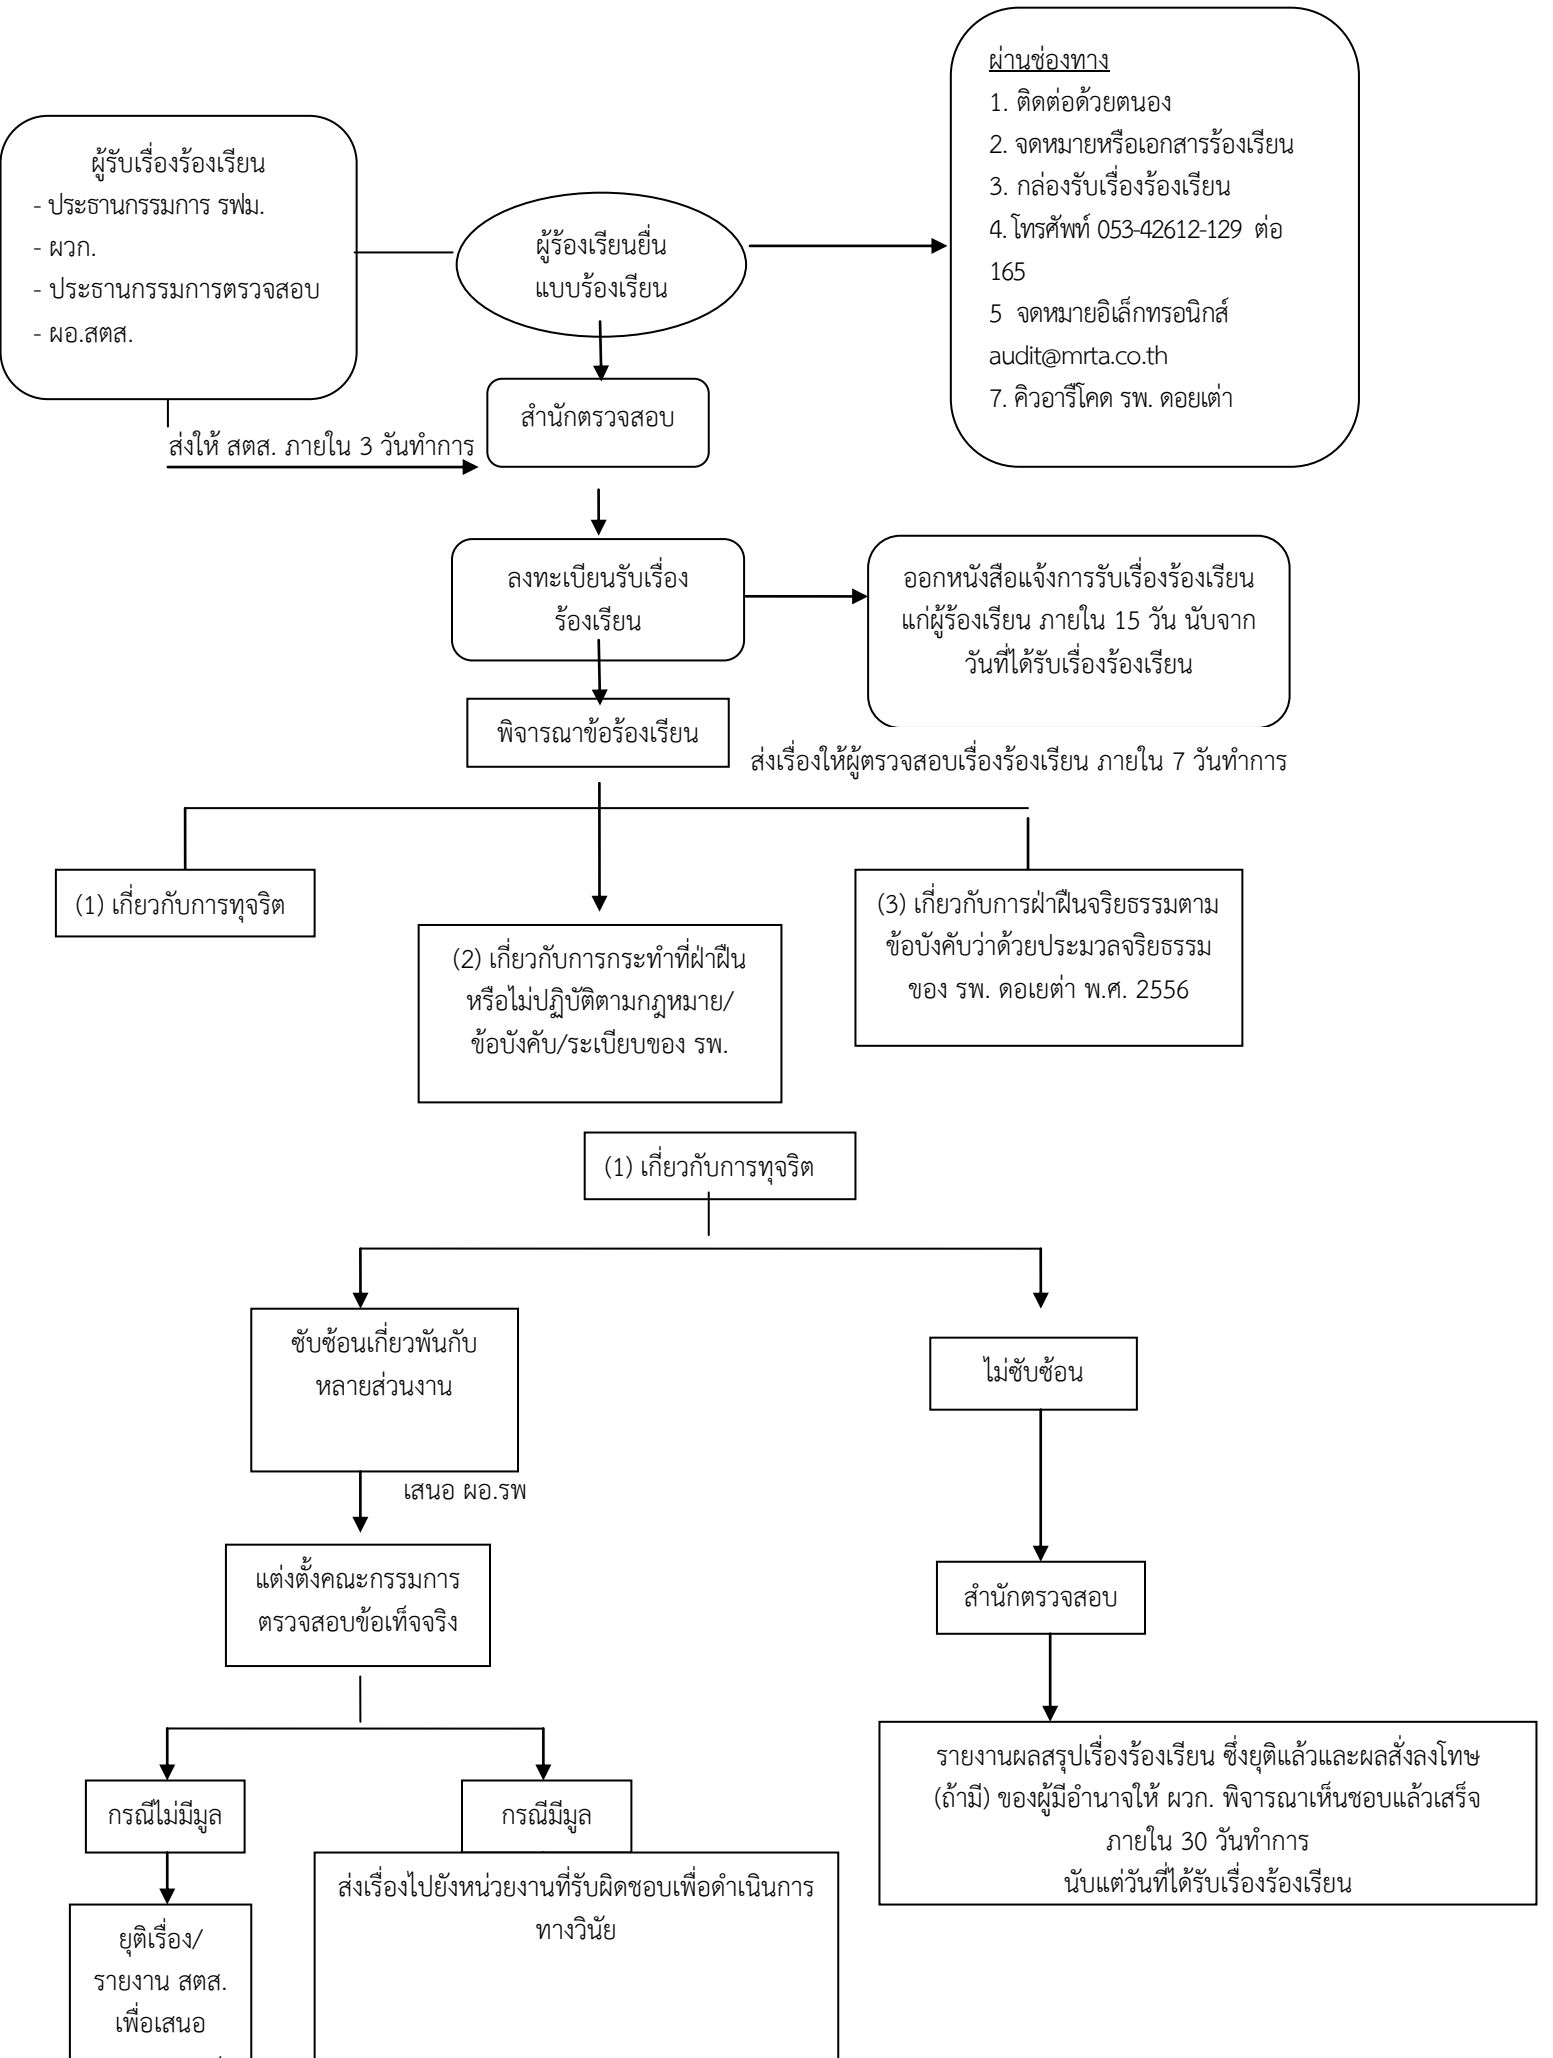 ผ่านช่องทาง
1. ติดต่อด้วยตนอง
2. จดหมายหรือเอกสารร้องเรียน
3. กล่องรับเรื่องร้องเรียน
4. โทรศัพท์ 053-42612-129 ต่อ
165
5 จดหมายอิเล็กทรอนิกส์
audit@mrta.co.th
7. คิวอารีโคด รพ. ดอยเต่า
ผู้รับเรื่องร้องเรียน
- ประธานกรรมการ รฟม.
- ผวก.
- ประธานกรรมการตรวจสอบ
- ผอ.สตส.
ผู้ร้องเรียนยื่น
แบบร้องเรียน
สำนักตรวจสอบ
ส่งให้ สตส. ภายใน 3 วันทำการ
ลงทะเบียนรับเรื่อง
ร้องเรียน
ออกหนังสือแจ้งการรับเรื่องร้องเรียน
แก่ผู้ร้องเรียน ภายใน 15 วัน นับจาก
วันที่ได้รับเรื่องร้องเรียน
พิจารณาข้อร้องเรียน
ส่งเรื่องให้ผู้ตรวจสอบเรื่องร้องเรียน ภายใน 7 วันทำการ
(1) เกี่ยวกับการทุจริต
(2) เกี่ยวกับการกระทำที่ฝ่าฝืน
หรือไม่ปฏิบัติตามกฎหมาย/
ข้อบังคับ/ระเบียบของ รพ.
(3) เกี่ยวกับการฝ่าฝืนจริยธรรมตาม
ข้อบังคับว่าด้วยประมวลจริยธรรม
ของ รพ. ดอเยต่า พ.ศ. 2556
(1) เกี่ยวกับการทุจริต
ซับซ้อนเกี่ยวพันกับ
หลายส่วนงาน
ไม่ซับซ้อน
เสนอ ผอ.รพ
แต่งตั้งคณะกรรมการ
ตรวจสอบข้อเท็จจริง
สำนักตรวจสอบ
รายงานผลสรุปเรื่องร้องเรียน ซึ่งยุติแล้วและผลสั่งลงโทษ
(ถ้ามี) ของผู้มีอำนาจให้ ผวก. พิจารณาเห็นชอบแล้วเสร็จ
ภายใน 30 วันทำการ
นับแต่วันที่ได้รับเรื่องร้องเรียน
กรณีไม่มีมูล
กรณีมีมูล
ส่งเรื่องไปยังหน่วยงานที่รับผิดชอบเพื่อดำเนินการ
ทางวินัย
ยุติเรื่อง/
รายงาน สตส.
เพื่อเสนอ